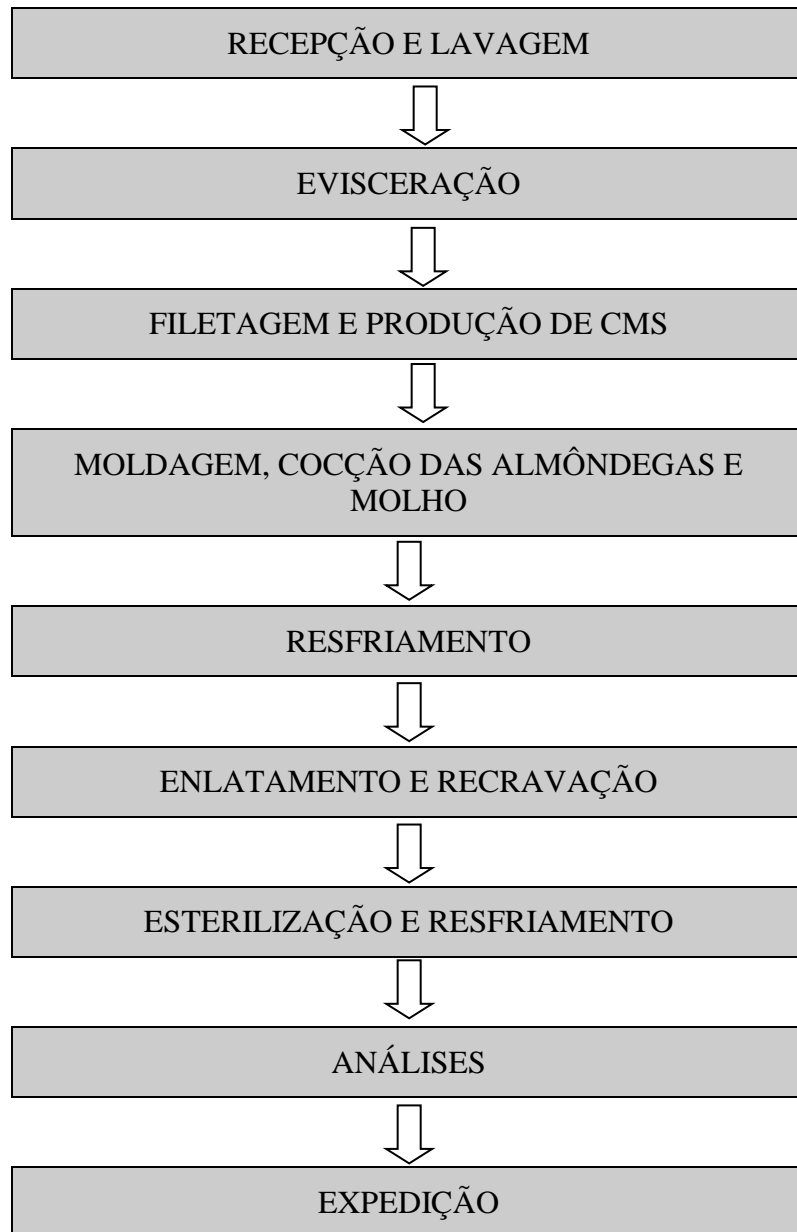 RECEPÇÃO E LAVAGEM
EVISCERAÇÃO
FILETAGEM E PRODUÇÃO DE CMS
MOLDAGEM, COCÇÃO DAS ALMÔNDEGAS E
MOLHO
RESFRIAMENTO
ENLATAMENTO E RECRAVAÇÃO
ESTERILIZAÇÃO E RESFRIAMENTO
ANÁLISES
EXPEDIÇÃO